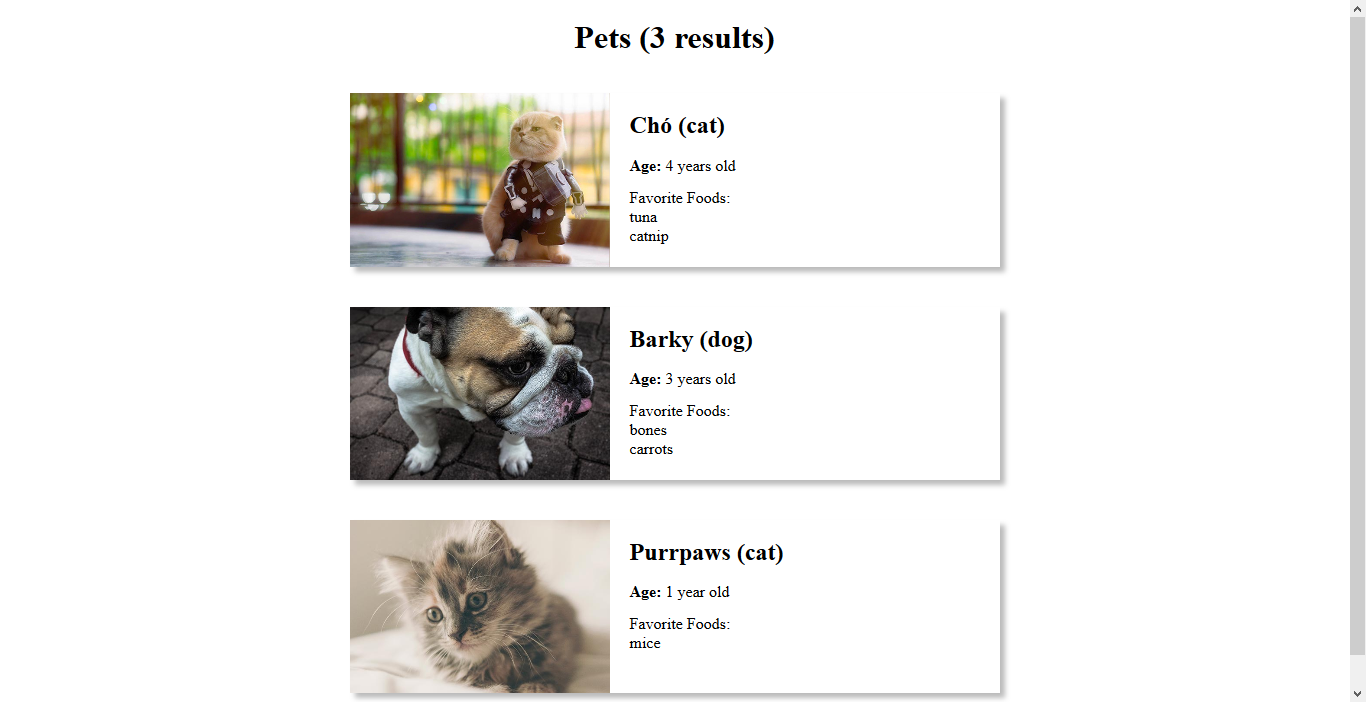 Pets (3 results)
Chó (cat)
Age: 4 years old
Favorite Foods:
tuna
catnip
Barky (dog)
Age: 3 years old
Favorite Foods:
bones
carrots
Purrpaws (cat)
Age: 1 year old
Favorite Foods:
mice